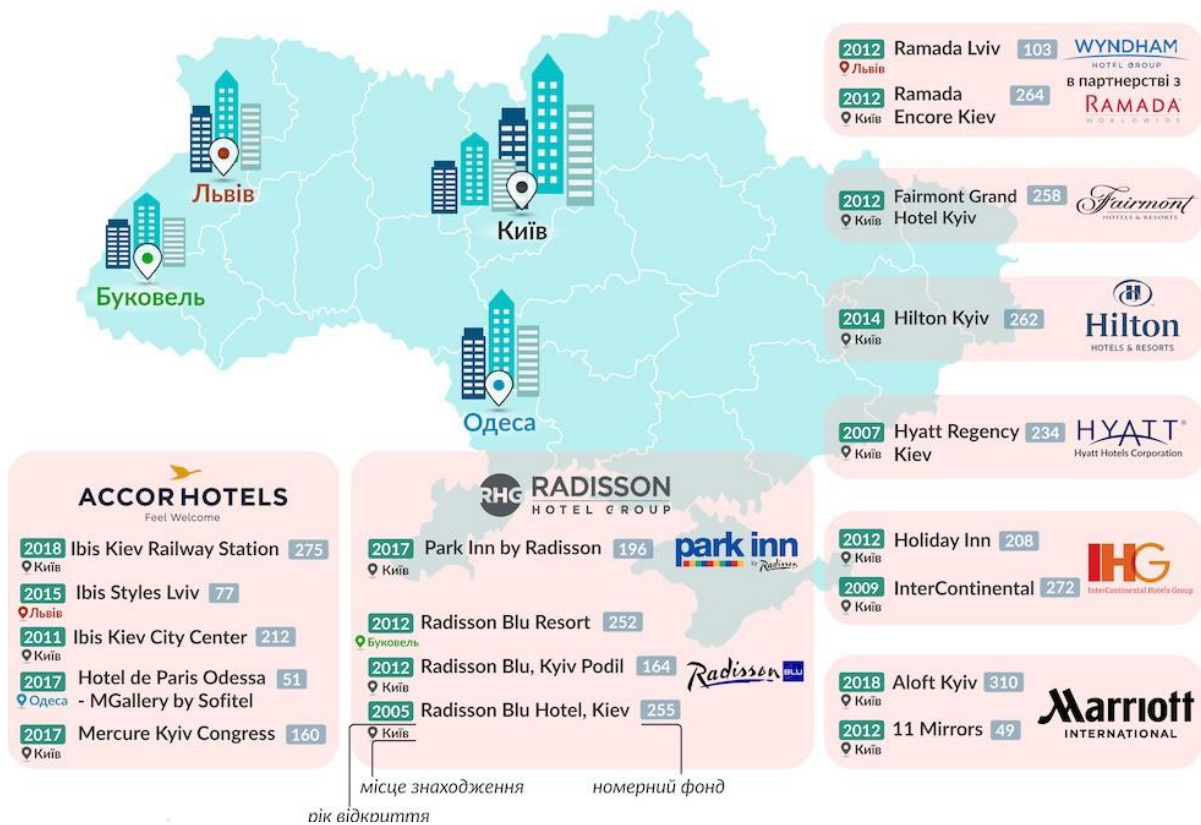 Львів
Буковель
Київ
Одеса
2012 Ramada Lviv 103
Львів
2012 Ramada 264
Київ Encore Kiev
WYNDHAM
HOTEL GROUP
в партнерстві з
RAMADA
WORLDWIDE
2012 Fairmont Grand 258
Київ Hotel Kyiv
Fairmont
HOTELS & RESORTS
2014 Hilton Kyiv 262
Київ
Hilton
HOTELS & RESORTS
2007 Hyatt Regency 234
Київ Kiev
HYATT®
Hyatt Hotels Corporation
2012 Holiday Inn 208
Київ
2009 InterContinental 272
Київ
IHG
InterContinental Hotels Group
2018 Aloft Kyiv 310
Київ
2012 11 Mirrors 49
Київ
Marriott
INTERNATIONAL
ACCOR HOTELS
Feel Welcome
2018 Ibis Kiev Railway Station 275
Київ
2015 Ibis Styles Lviv 77
Львів
2011 Ibis Kiev City Center 212
Київ
2017 Hotel de Paris Odessa 51
Одеса - MGallery by Sofitel
2017 Mercure Kyiv Congress 160
Київ
RHG RADISSON
HOTEL GROUP
2017 Park Inn by Radisson 196
Київ
park inn
by Radisson
2012 Radisson Blu Resort 252
Буковель
2012 Radisson Blu, Kyiv Podil 164
Київ
Radisson BLU
2005 Radisson Blu Hotel, Kiev 255
Київ
місце знаходження
номерний фонд
рік відкриття